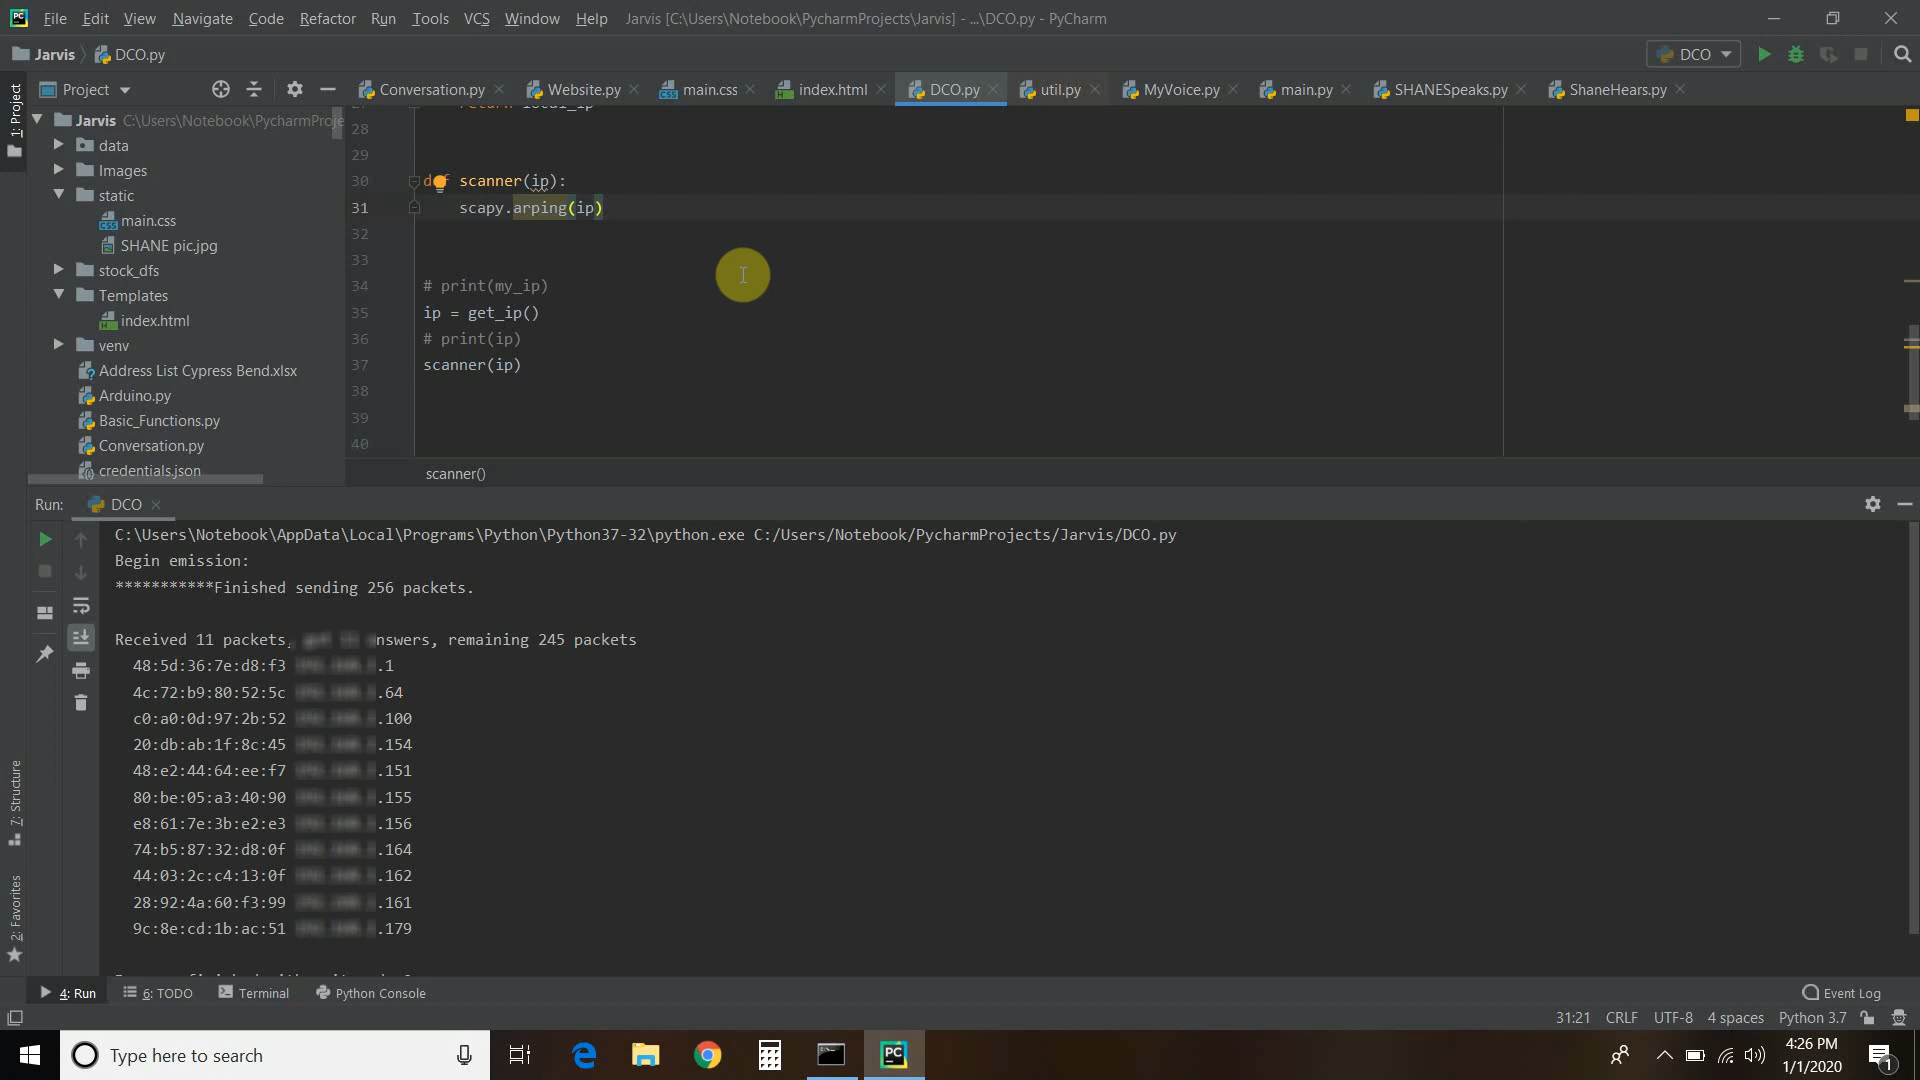 File Edit View Navigate Code Refactor Run Tools VCS Window Help Jarvis [C:\Users\Notebook\PycharmProjects\Jarvis] - ...\DCO.py - PyCharm
Jarvis DCO.py DCO
Project Conversation.py Website.py main.css index.html DCO.py util.py MyVoice.py main.py SHANESpeaks.py ShaneHears.py
1: Project
Jarvis C:\Users\Notebook\PycharmProje
data
Images
static
main.css
SHANE pic.jpg
stock_dfs
Templates
index.html
venv
Address List Cypress Bend.xlsx
Arduino.py
Basic_Functions.py
Conversation.py
credentials.json
return local_ip
28
29
30 def scanner(ip):
31 scapy.arping(ip)
32
33
34 # print(my_ip)
35 ip = get_ip()
36 # print(ip)
37 scanner(ip)
38
39
40
scanner()
Run: DCO
C:\Users\Notebook\AppData\Local\Programs\Python\Python37-32\python.exe C:/Users/Notebook/PycharmProjects/Jarvis/DCO.py
Begin emission:
***********Finished sending 256 packets.
Received 11 packets, nswers, remaining 245 packets
48:5d:36:7e:d8:f3 .1
4c:72:b9:80:52:5c .64
c0:a0:0d:97:2b:52 .100
20:db:ab:1f:8c:45 .154
48:e2:44:64:ee:f7 .151
80:be:05:a3:40:90 .155
e8:61:7e:3b:e2:e3 .156
74:b5:87:32:d8:0f .164
44:03:2c:c4:13:0f .162
28:92:4a:60:f3:99 .161
9c:8e:cd:1b:ac:51 .179
7: Structure
2: Favorites
4: Run 6: TODO Terminal Python Console Event Log
31:21 CRLF UTF-8 4 spaces Python 3.7
Type here to search
PC
4:26 PM
1/1/2020
1